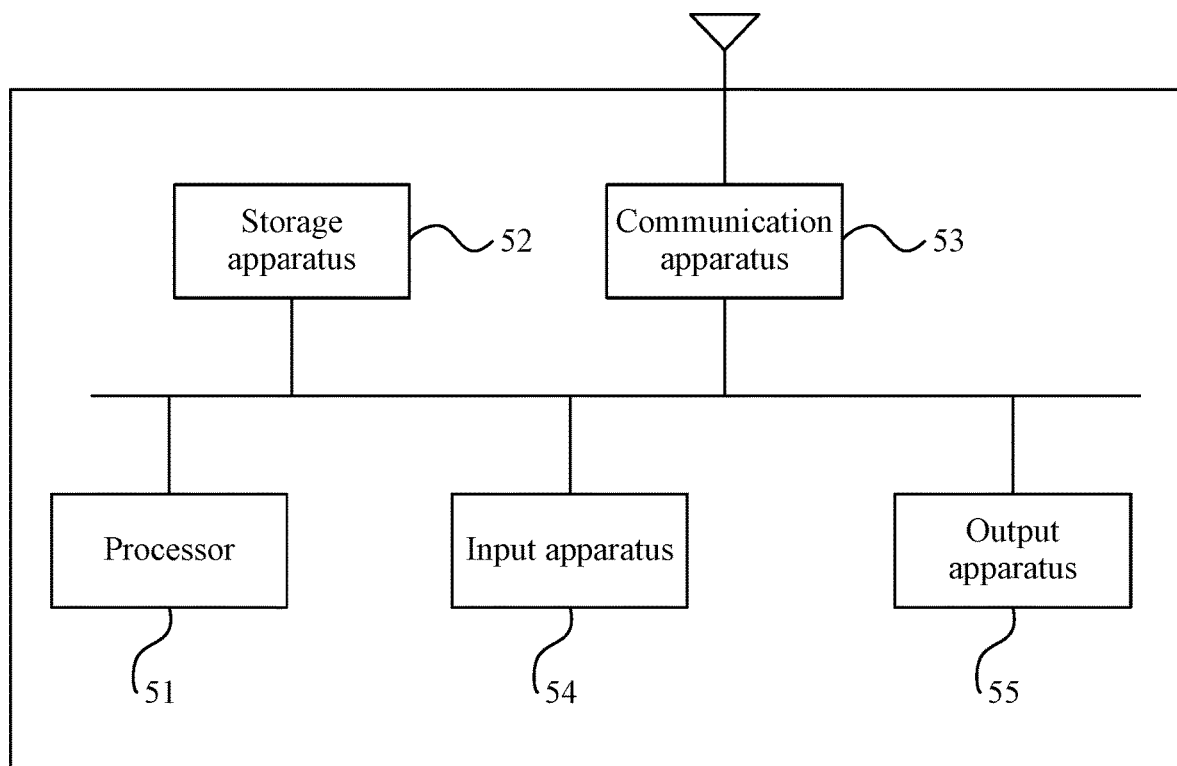 Storage
apparatus
52
Communication
apparatus
53
Processor
Input apparatus
Output
apparatus
51
54
55